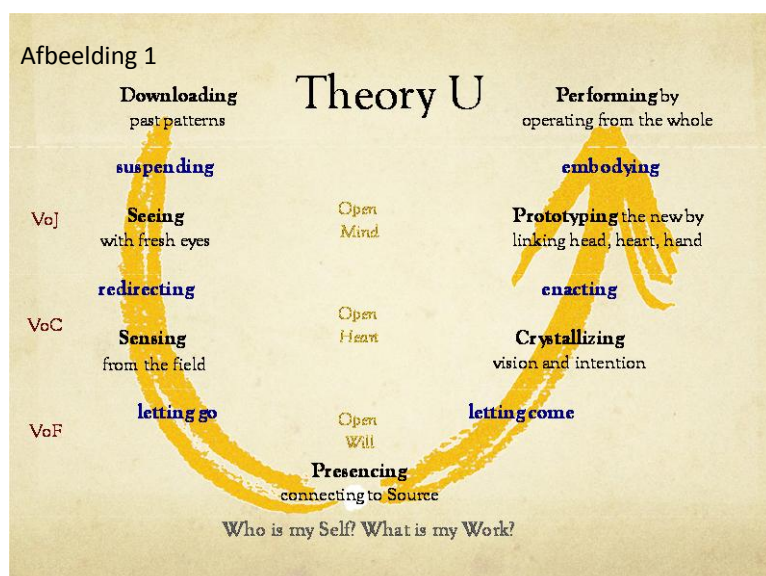 Afbeelding 1
Theory U
Downloading
past patterns
suspending
Seeing
with fresh eyes
redirecting
Sensing
from the field
letting go
VoJ
VoC
VoF
Open
Mind
Open
Heart
Open
Will
Presencing
connecting to Source
Who is my Self? What is my Work?
Performing by
operating from the whole
embodying
Prototyping the new by
linking head, heart, hand
enacting
Crystallizing
vision and intention
letting come